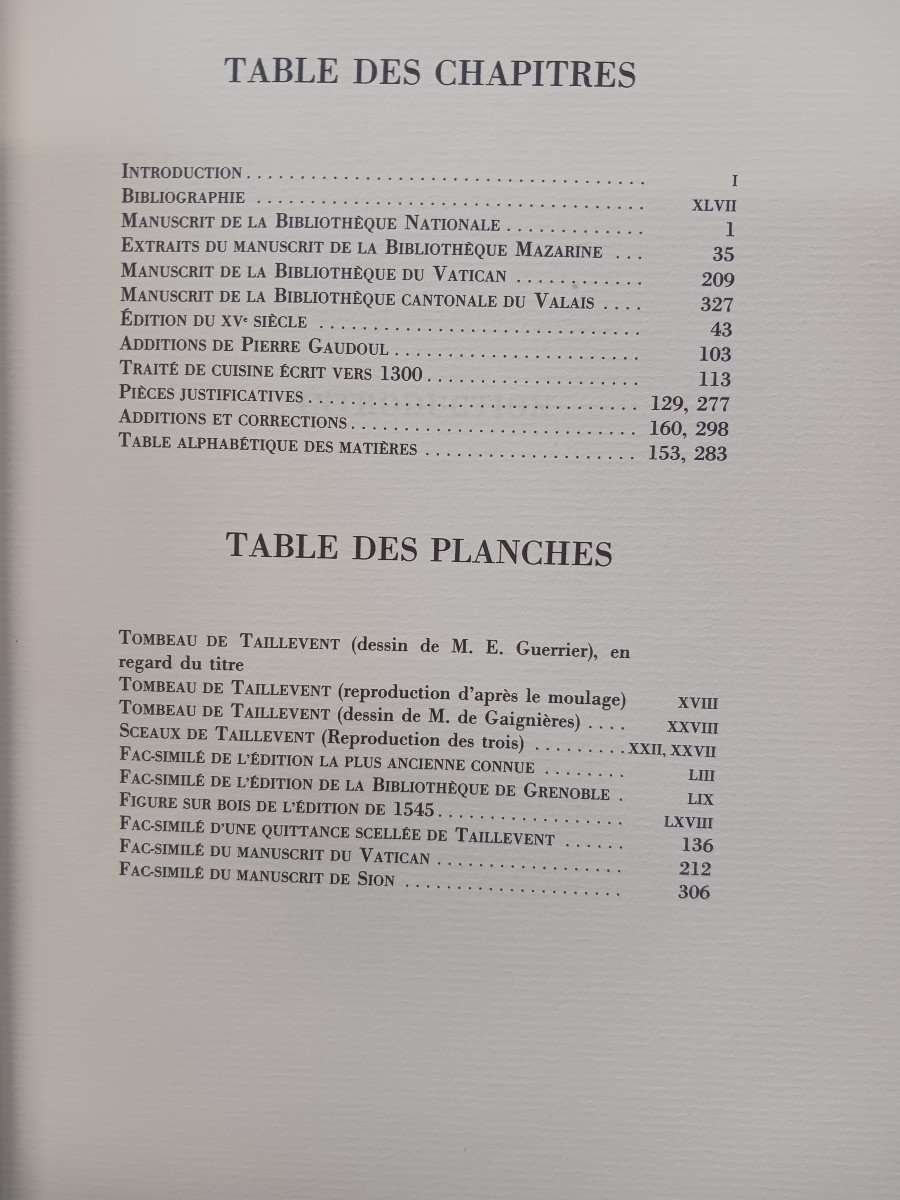 TABLE DES CHAPITRES
INTRODUCTION ..................................... I
BIBLIOGRAPHIE .................................... XLVII
MANUSCRIT DE LA BIBLIOTHÈQUE NATIONALE ............. 1
EXTRAITS DU MANUSCRIT DE LA BIBLIOTHÈQUE MAZARINE ... 35
MANUSCRIT DE LA BIBLIOTHÈQUE DU VATICAN ............ 209
MANUSCRIT DE LA BIBLIOTHÈQUE CANTONALE DU VALAIS .... 327
ÉDITION DU XVe SIÈCLE .............................. 43
ADDITIONS DE PIERRE GAUDOUL ....................... 103
TRAITÉ DE CUISINE ÉCRIT VERS 1300 .................... 113
PIÈCES JUSTIFICATIVES ............................... 129, 277
ADDITIONS ET CORRECTIONS ........................... 160, 298
TABLE ALPHABÉTIQUE DES MATIÈRES .................... 153, 283
TABLE DES PLANCHES
TOMBEAU DE TAILLEVENT (dessin de M. E. Guerrier), en
regard du titre
TOMBEAU DE TAILLEVENT (reproduction d'après le moulage) XVIII
TOMBEAU DE TAILLEVENT (dessin de M. de Gaignières) .... XXVIII
SCEAUX DE TAILLEVENT (Reproduction des trois) ......... XXII, XXVII
FAC-SIMILÉ DE L'ÉDITION LA PLUS ANCIENNE CONNUE ........ LIII
FAC-SIMILÉ DE L'ÉDITION DE LA BIBLIOTHÈQUE DE GRENOBLE . LIX
FIGURE SUR BOIS DE L'ÉDITION DE 1545 .................. LXVIII
FAC-SIMILÉ D'UNE QUITTANCE SCELLÉE DE TAILLEVENT ...... 136
FAC-SIMILÉ DU MANUSCRIT DU VATICAN .................. 212
FAC-SIMILÉ DU MANUSCRIT DE SION ..................... 306